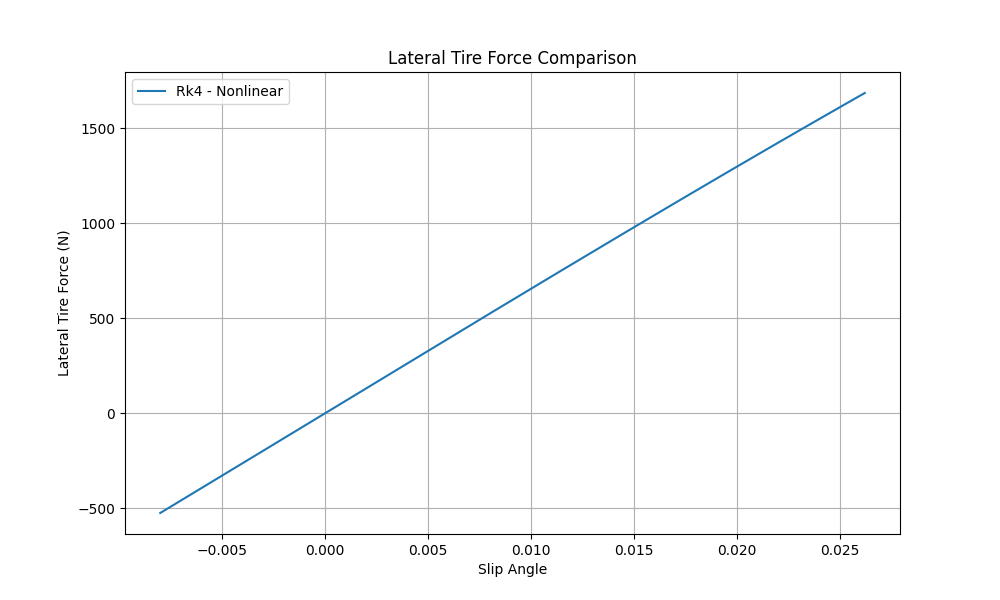 Lateral Tire Force Comparison
Rk4 - Nonlinear
Lateral Tire Force (N)
1500
1000
500
0
−500
−0.005 0.000 0.005 0.010 0.015 0.020 0.025
Slip Angle